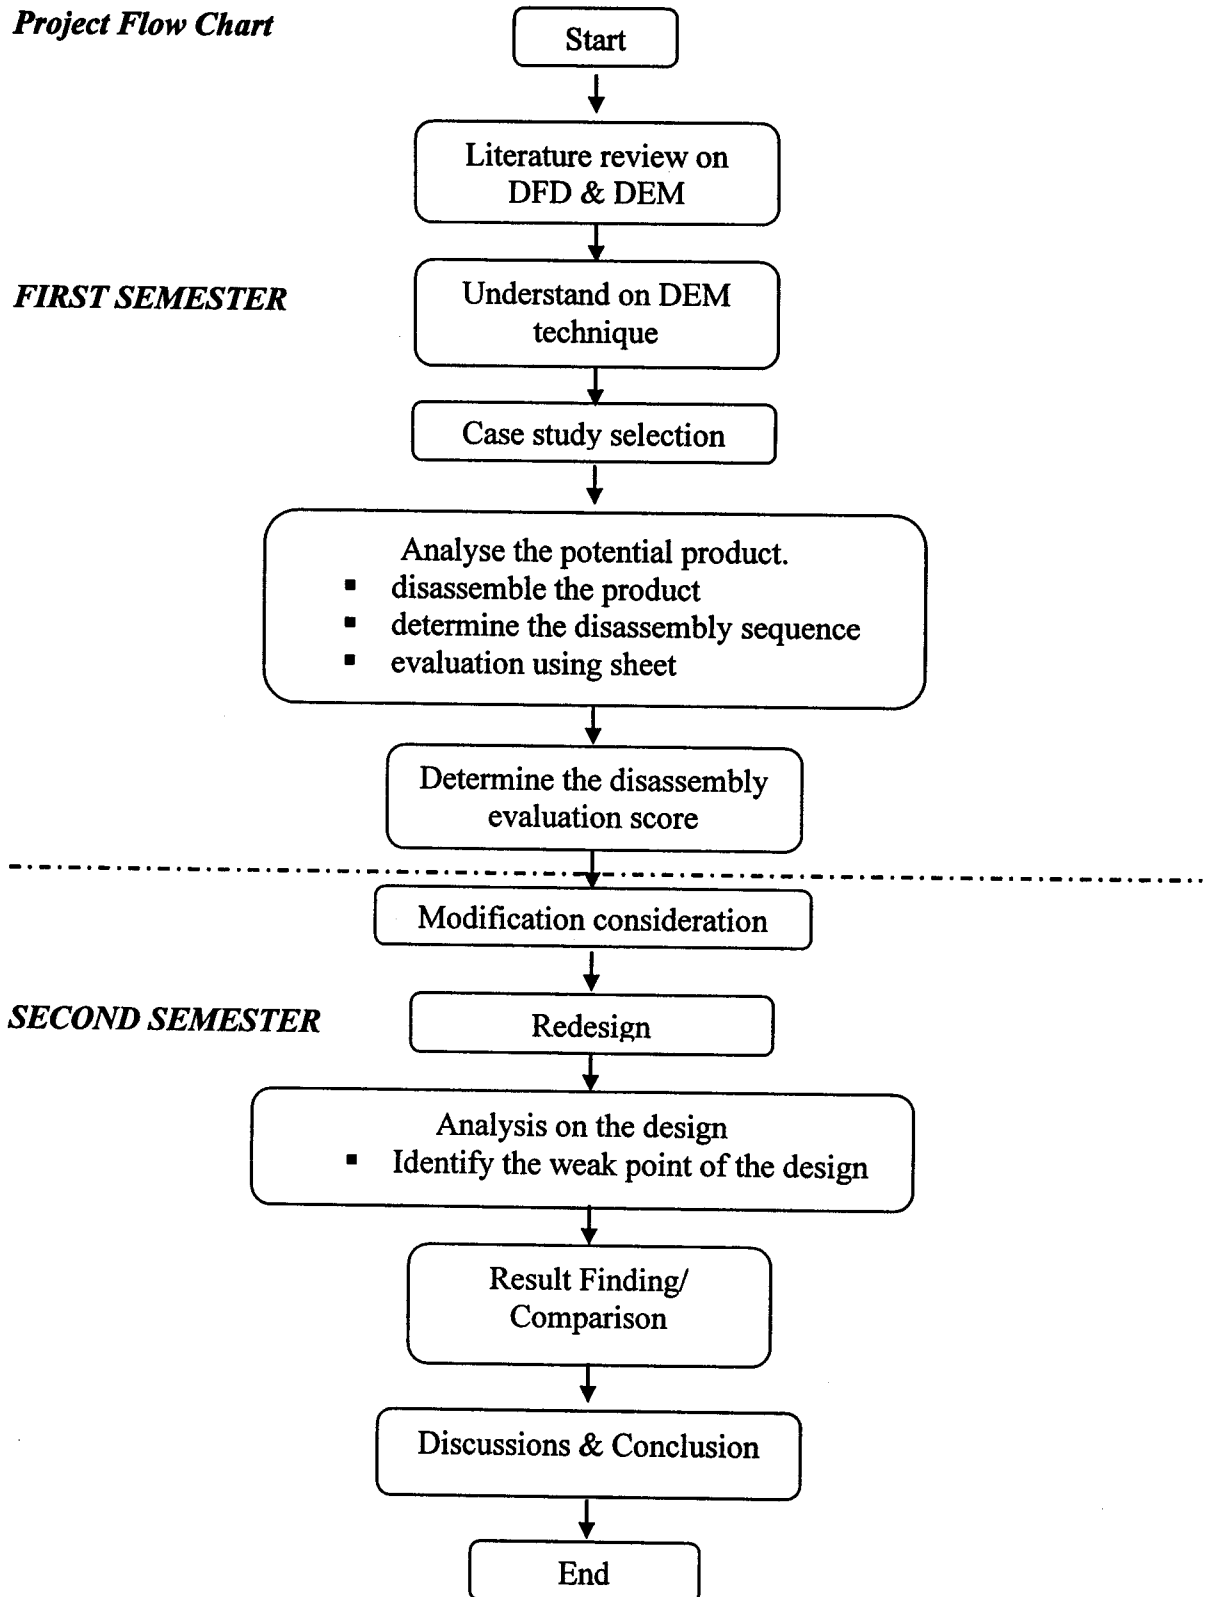 Project Flow Chart
Start
Literature review on
DFD & DEM
FIRST SEMESTER
Understand on DEM
technique
Case study selection
Analyse the potential product.
▪ disassemble the product
▪ determine the disassembly sequence
▪ evaluation using sheet
Determine the disassembly
evaluation score
Modification consideration
SECOND SEMESTER
Redesign
Analysis on the design
▪ Identify the weak point of the design
Result Finding/
Comparison
Discussions & Conclusion
End